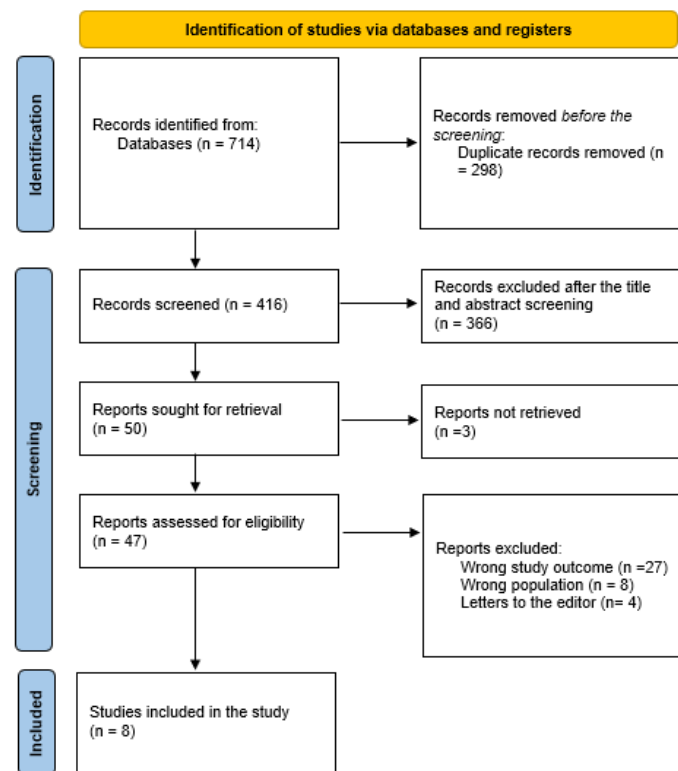 Identification of studies via databases and registers
Identification
Records identified from:
Databases (n = 714)
Records removed before the
screening:
Duplicate records removed (n
= 298)
Screening
Records screened (n = 416)
Records excluded after the title
and abstract screening
(n = 366)
Reports sought for retrieval
(n = 50)
Reports not retrieved
(n =3)
Reports assessed for eligibility
(n = 47)
Reports excluded:
Wrong study outcome (n =27)
Wrong population (n = 8)
Letters to the editor (n= 4)
Included
Studies included in the study
(n = 8)